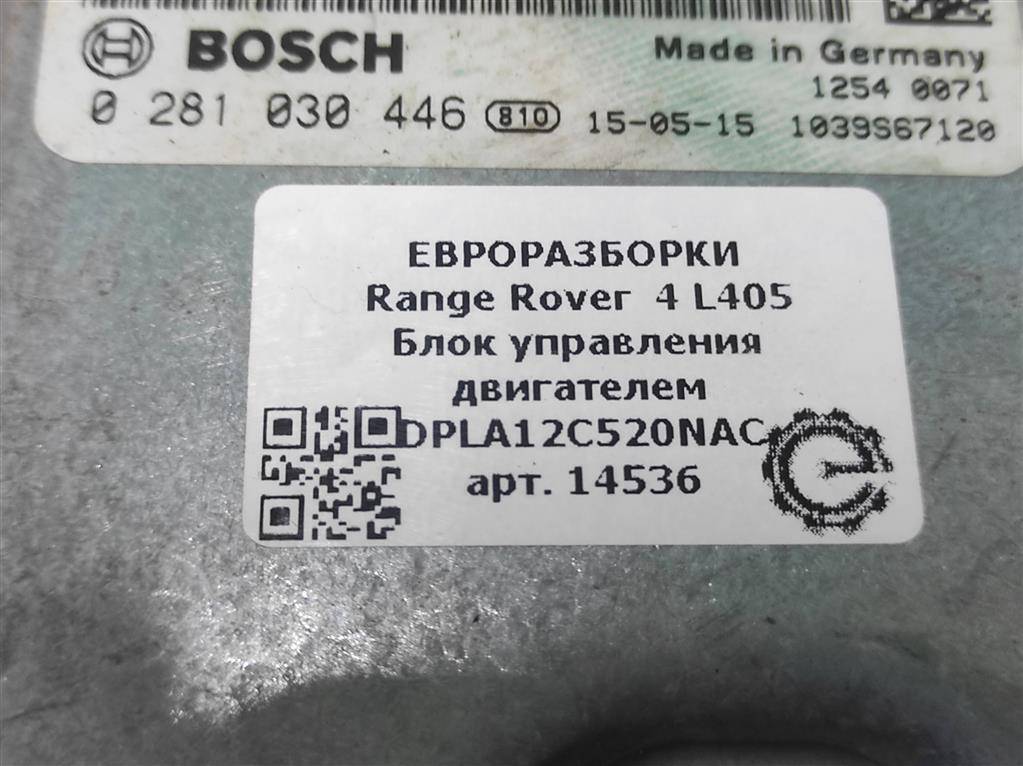 BOSCH
Made in Germany
1254 0071
0 281 030 446 810 15-05-15 1039S67120
ЕВРОРАЗБОРКИ
Range Rover 4 L405
Блок управления
двигателем
DPLA12C520NAC
арт. 14536